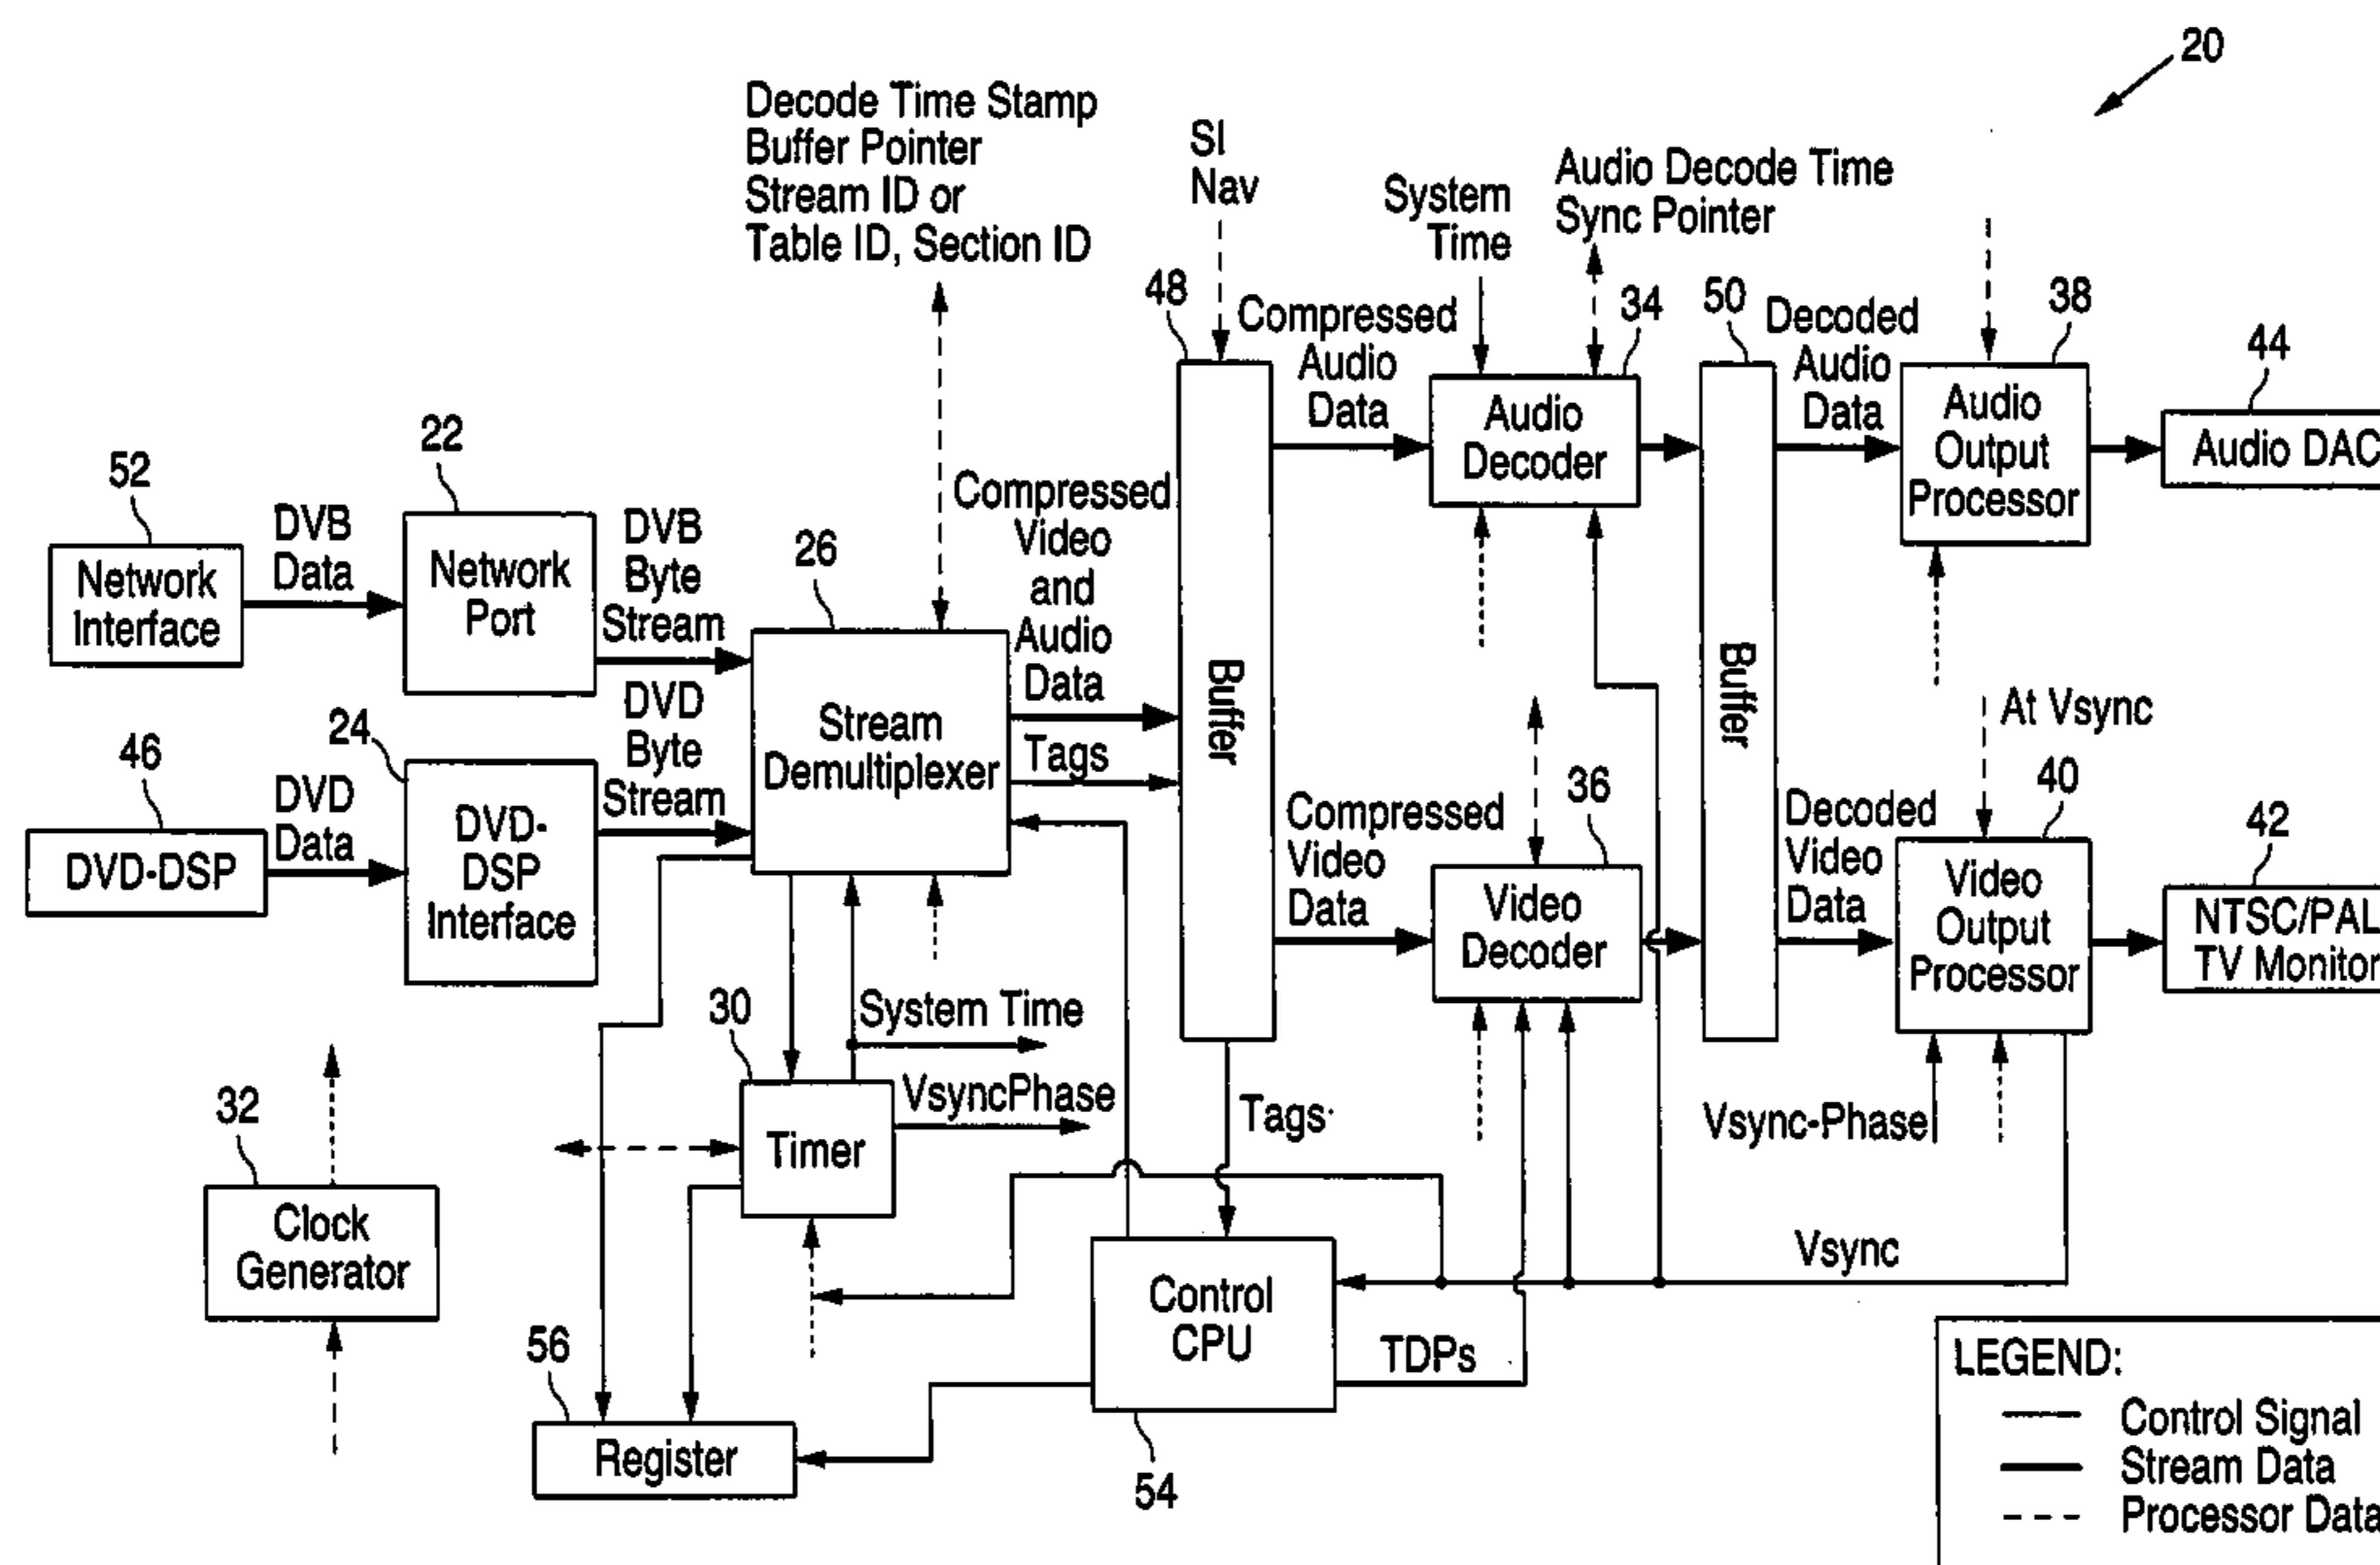 20
Decode Time Stamp
Buffer Pointer
Stream ID or
Table ID, Section ID
SI
Nav
System
Time
Audio Decode Time
Sync Pointer
48
Compressed
Audio
Data
34
50
Decoded
Audio
Data
38
44
Audio
Decoder
Audio
Output
Processor
Audio DAC
52
DVB
Data
22
Network
Interface
Network
Port
DVB
Byte
Stream
26
Compressed
Video
and
Audio
Data
Tags
Buffer
Buffer
46
DVD
Data
24
DVD-DSP
DVD-
DSP
Interface
DVD
Byte
Stream
Stream
Demultiplexer
At Vsync
Compressed
Video
Data
36
Decoded
Video
Data
40
42
Video
Decoder
Video
Output
Processor
NTSC/PAL
TV Monitor
30
System Time
VsyncPhase
Timer
Tags
Vsync-Phase
32
Clock
Generator
Vsync
Control
CPU
TDPs
54
56
Register
LEGEND:
Control Signal
Stream Data
Processor Data